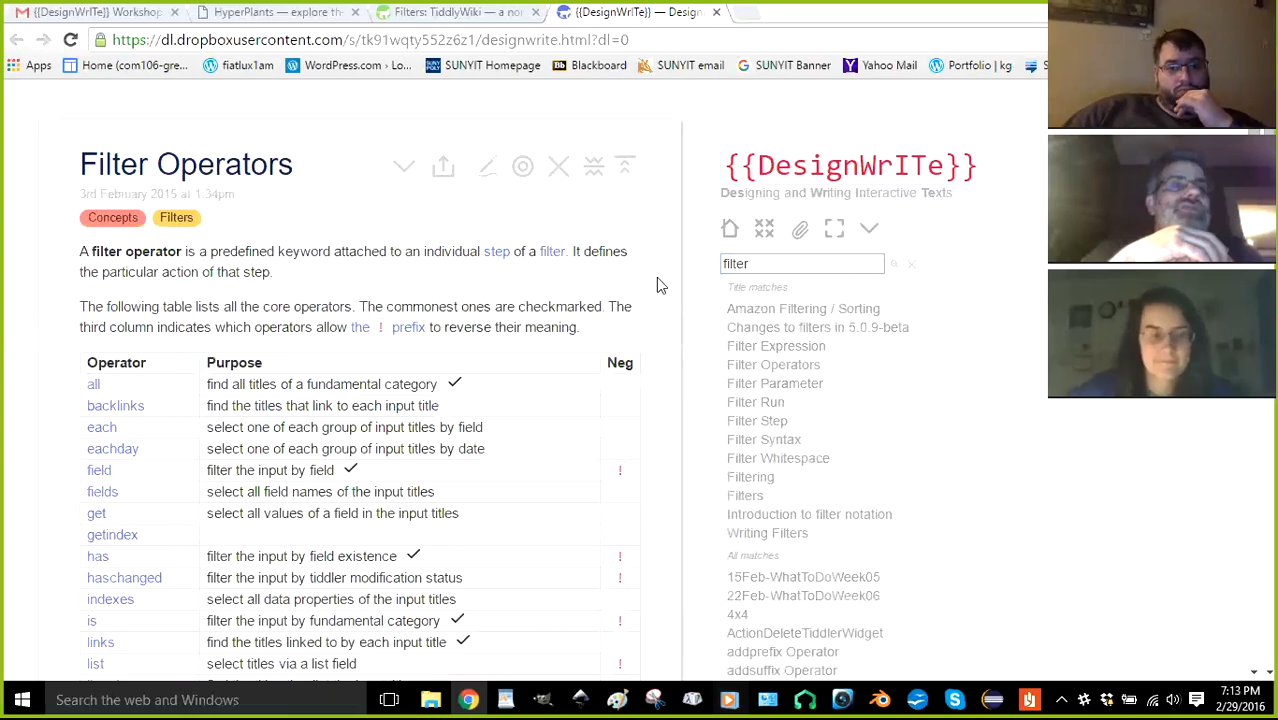 {{DesignWrITe}} Workshop
HyperPlants — explore th
Filters: TiddlyWiki — a no
{{DesignWrITe}} — Design
https://dl.dropboxusercontent.com/s/tk91wqty552z6z1/designwrite.html?dl=0
Apps
Home (com106-gre...
fiatlux1am
WordPress.com › Lo...
SUNYIT Homepage
Bb Blackboard
SUNYIT email
SUNYIT Banner
Yahoo Mail
Portfolio | kg
Filter Operators
3rd February 2015 at 1:34pm
Concepts Filters
A filter operator is a predefined keyword attached to an individual step of a filter. It defines
the particular action of that step.
The following table lists all the core operators. The commonest ones are checkmarked. The
third column indicates which operators allow the ! prefix to reverse their meaning.
Operator Purpose Neg
all find all titles of a fundamental category ✓
backlinks find the titles that link to each input title
each select one of each group of input titles by field
eachday select one of each group of input titles by date
field filter the input by field ✓ !
fields select all field names of the input titles
get select all values of a field in the input titles
getindex
has filter the input by field existence ✓ !
haschanged filter the input by tiddler modification status !
indexes select all data properties of the input titles
is filter the input by fundamental category ✓ !
links find the titles linked to by each input title ✓
list select titles via a list field !
{{DesignWrITe}}
Designing and Writing Interactive Texts
filter
Title matches
Amazon Filtering / Sorting
Changes to filters in 5.0.9-beta
Filter Expression
Filter Operators
Filter Parameter
Filter Run
Filter Step
Filter Syntax
Filter Whitespace
Filtering
Filters
Introduction to filter notation
Writing Filters
All matches
15Feb-WhatToDoWeek05
22Feb-WhatToDoWeek06
4x4
ActionDeleteTiddlerWidget
addprefix Operator
addsuffix Operator
Search the web and Windows
7:13 PM
2/29/2016